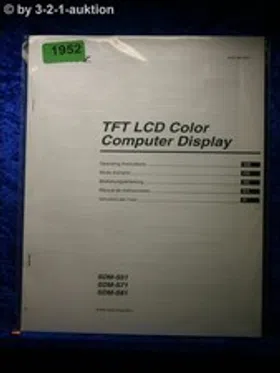 © by 3-2-1-auktion
1952
TFT LCD Color
Computer Display
Operating Instructions
Mode d'emploi
Bedienungsanleitung
Manual de instrucciones
Istruzioni per l'uso
SDM-S51
SDM-S71
SDM-S81